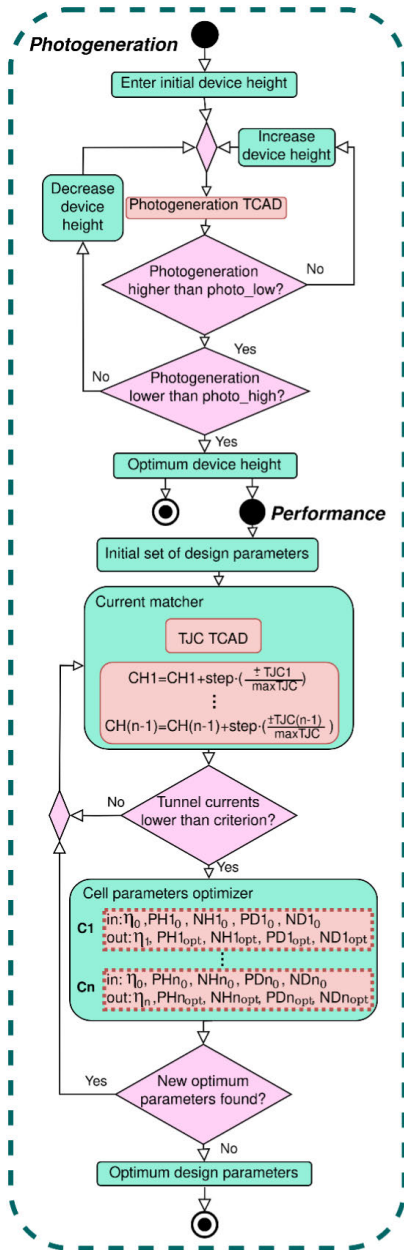 Photogeneration
Enter initial device height
Increase
device height
Decrease
device
height
Photogeneration TCAD
Photogeneration
higher than photo_low?
No
Yes
Photogeneration
lower than photo_high?
No
Yes
Optimum device height
Performance
Initial set of design parameters
Current matcher
TJC TCAD
CH1=CH1+step·(± TJC1/maxTJC)
⋮
CH(n-1)=CH(n-1)+step·(±TJC(n-1)/maxTJC)
Tunnel currents
lower than criterion?
No
Yes
Cell parameters optimizer
C1
in: η₀, PH1₀, NH1₀, PD1₀, ND1₀
out: η₁, PH1opt, NH1opt, PD1opt, ND1opt
⋮
Cn
in: η₀, PHn₀, NHn₀, PDn₀, NDn₀
out: ηn, PHnopt, NHnopt, PDnopt, NDnopt
New optimum
parameters found?
Yes
No
Optimum design parameters